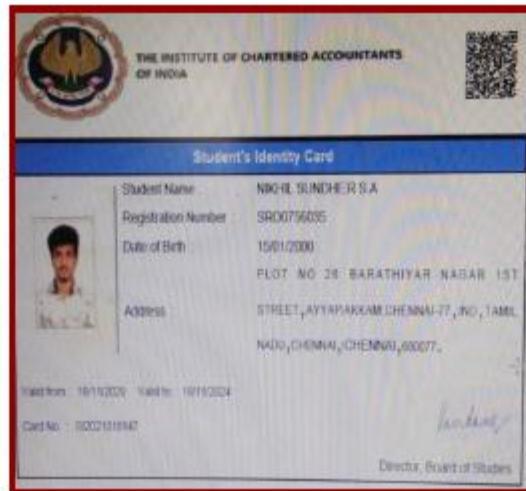 THE INSTITUTE OF CHARTERED ACCOUNTANTS
OF INDIA
Student's Identity Card
Student Name NIKHIL SUNDHER S.A
Registration Number SRO0756035
Date of Birth 15/01/2000
PLOT NO 26 BARATHIYAR NAGAR 1ST
Address STREET, CHENNAI-77, IND, TAMIL
NADU, CHENNAI, CHENNAI, 600077.
Valid from Valid to
Card No
Director, Board of Studies